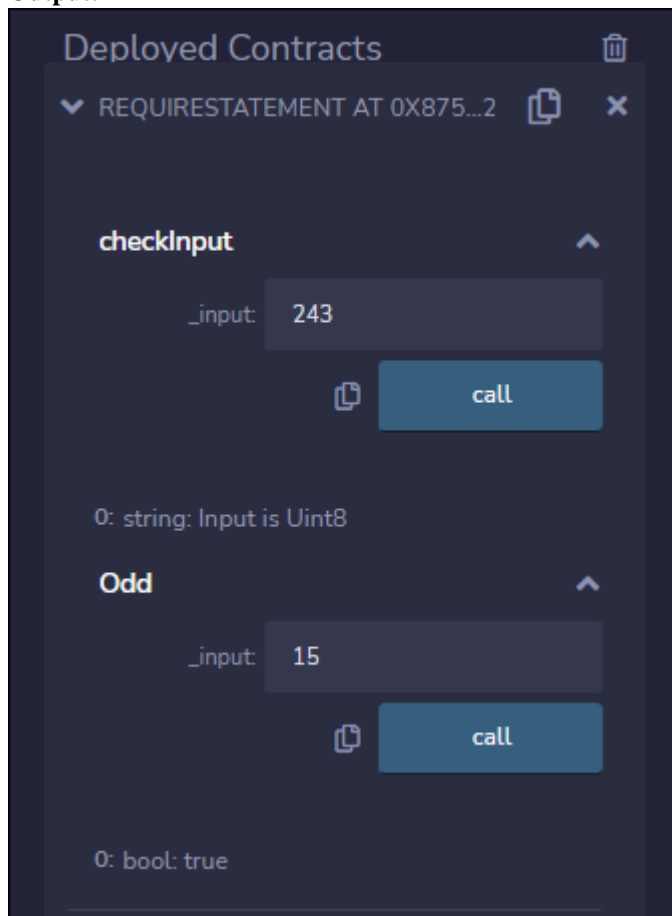 Deployed Contracts
REQUIRESTATEMENT AT 0X875...2
checkInput
_input: 243
call
0: string: Input is Uint8
Odd
_input: 15
call
0: bool: true